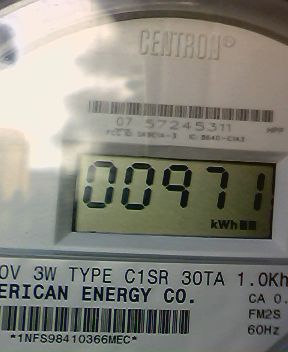 CENTRON®
07 57245311 MPP
00971
kWh
0V 3W TYPE C1SR 30TA 1.0Kh
ERICAN ENERGY CO.
CA 0.
FM2S
60Hz
*1NFS98410366MEC*